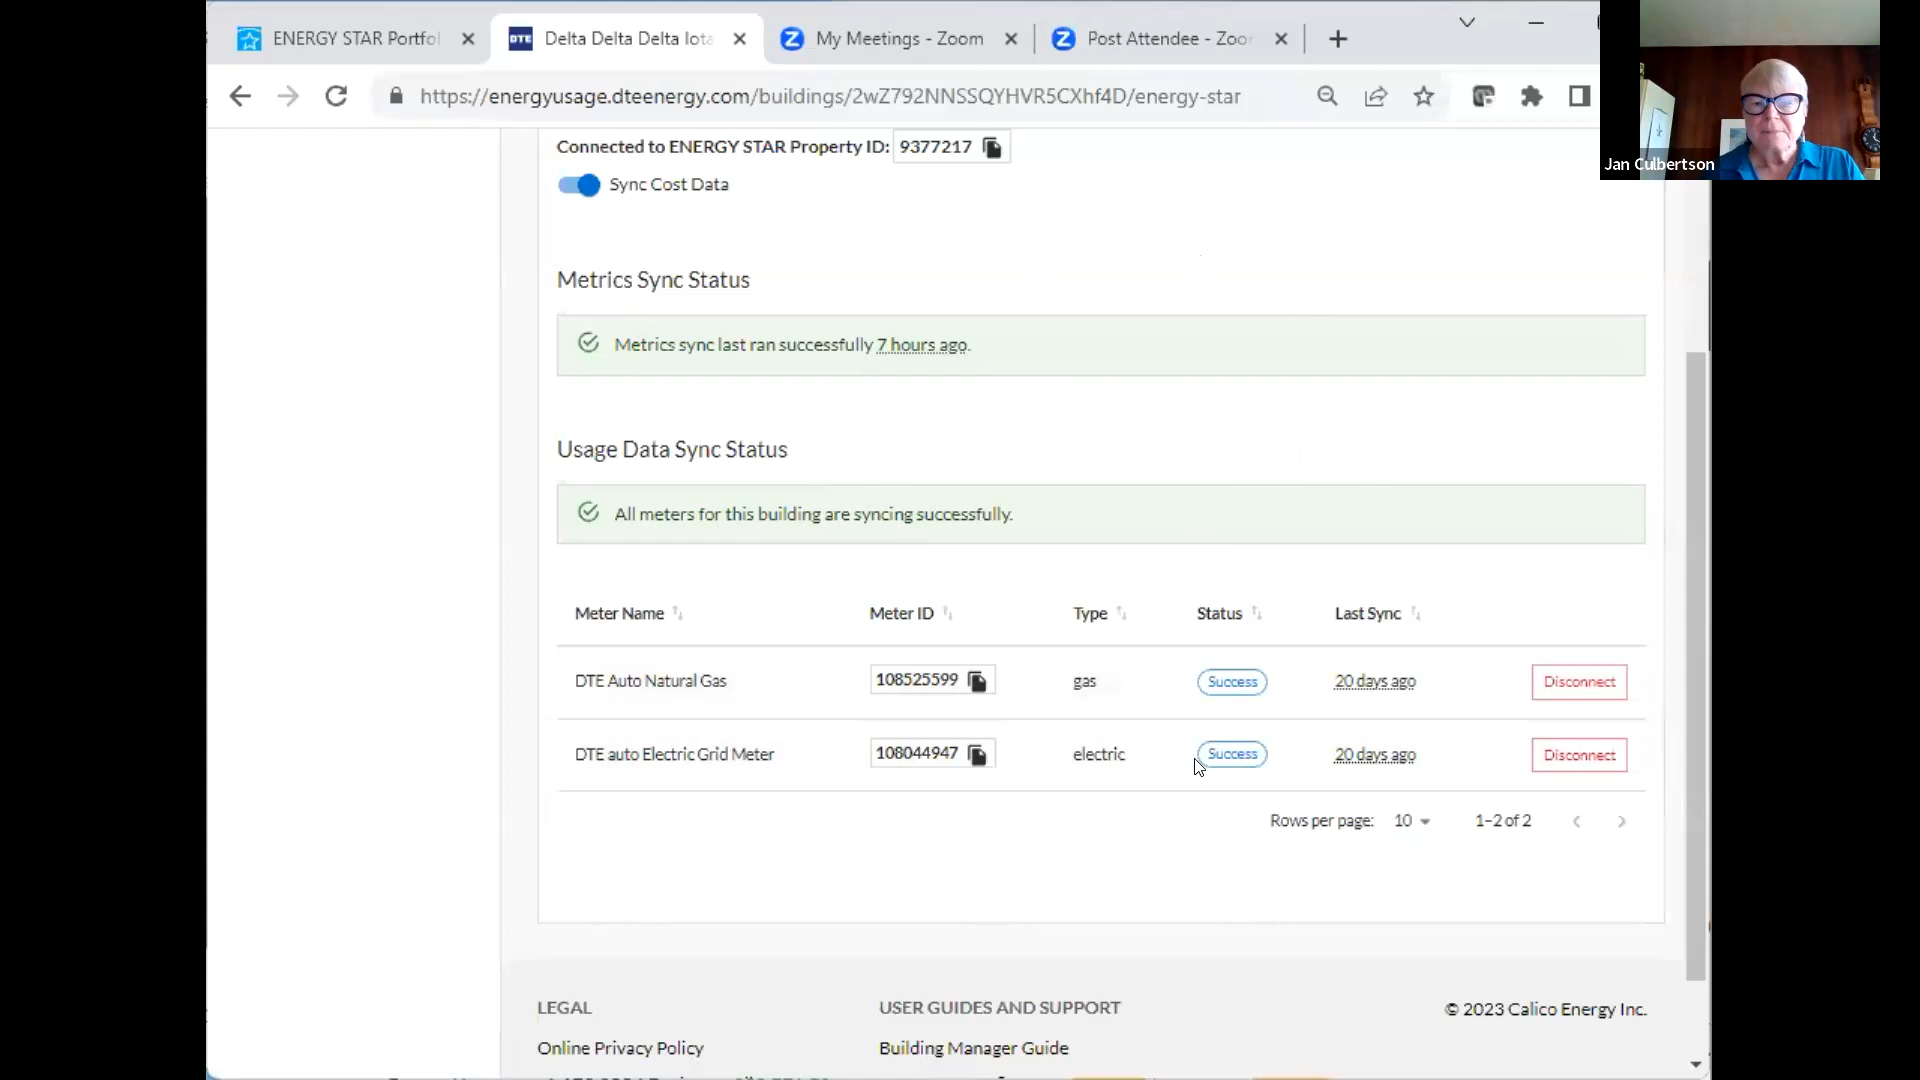 ENERGY STAR Portfol
DTE Delta Delta Delta Iota
My Meetings - Zoom
Post Attendee - Zoo
https://energyusage.dteenergy.com/buildings/2wZ792NNSSQYHVR5CXhf4D/energy-star
Jan Culbertson
Connected to ENERGY STAR Property ID: 9377217
Sync Cost Data
Metrics Sync Status
Metrics sync last ran successfully 7 hours ago.
Usage Data Sync Status
All meters for this building are syncing successfully.
Meter Name Meter ID Type Status Last Sync
DTE Auto Natural Gas 108525599 gas Success 20 days ago Disconnect
DTE auto Electric Grid Meter 108044947 electric Success 20 days ago Disconnect
Rows per page: 10 1–2 of 2
LEGAL USER GUIDES AND SUPPORT © 2023 Calico Energy Inc.
Online Privacy Policy Building Manager Guide